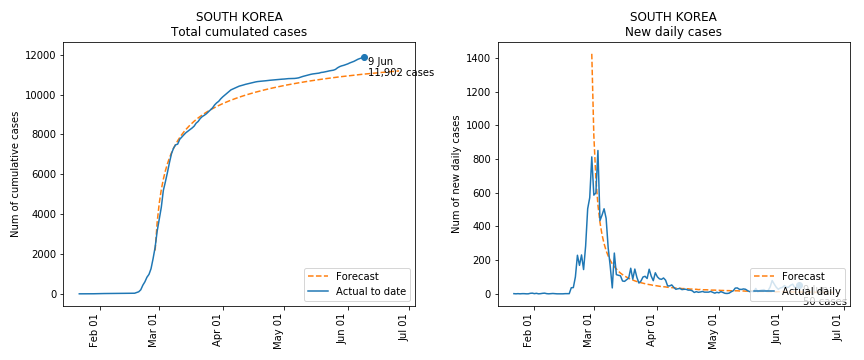 SOUTH KOREA
Total cumulated cases
Num of cumulative cases
12000
10000
8000
6000
4000
2000
0
9 Jun
11,902 cases
Forecast
Actual to date
Feb 01
Mar 01
Apr 01
May 01
Jun 01
Jul 01
SOUTH KOREA
New daily cases
Num of new daily cases
1400
1200
1000
800
600
400
200
0
Forecast
Actual daily
cases
Feb 01
Mar 01
Apr 01
May 01
Jun 01
Jul 01